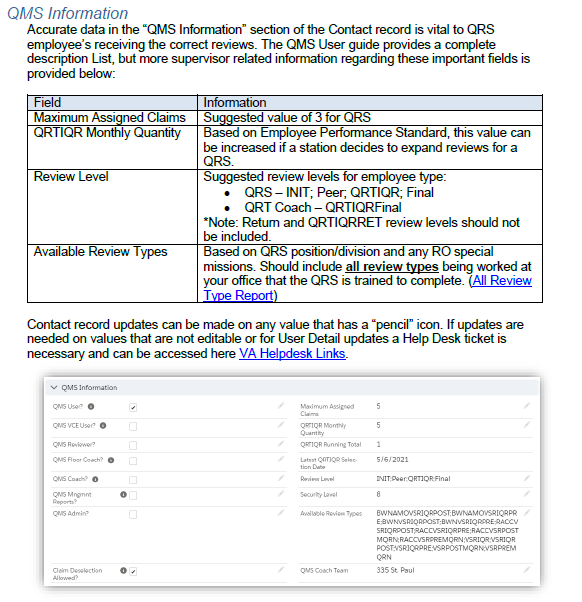 QMS Information
Accurate data in the “QMS Information” section of the Contact record is vital to QRS
employee’s receiving the correct reviews. The QMS User guide provides a complete
description List, but more supervisor related information regarding these important fields is
provided below:
Field Information
Maximum Assigned Claims Suggested value of 3 for QRS
QRTIQR Monthly Quantity Based on Employee Performance Standard, this value can
be increased if a station decides to expand reviews for a
QRS.
Review Level Suggested review levels for employee type:
• QRS – INIT; Peer; QRTIQR; Final
• QRT Coach – QRTIQRFinal
*Note: Return and QRTIQRRET review levels should not
be included.
Available Review Types Based on QRS position/division and any RO special
missions. Should include all review types being worked at
your office that the QRS is trained to complete. (All Review
Type Report)
Contact record updates can be made on any value that has a “pencil” icon. If updates are
needed on values that are not editable or for User Detail updates a Help Desk ticket is
necessary and can be accessed here VA Helpdesk Links.
QMS Information
QMS User? Maximum Assigned
Claims 5
QMS VCE User? QRTIQR Monthly
Quantity 5
QMS Reviewer? QRTIQR Running Total 1
QMS Floor Coach? Latest QRTIQR Selec-
tion Date 5/6/2021
QMS Coach? Review Level INIT;Peer;QRTIQR;Final
QMS Mngmnt
Reports? Security Level 8
QMS Admin? Available Review Types BWNAMOVSRIQRPOST;BWNAMOVSRIQRPR
E;BWNVSRIQRPOST;BWNVSRIQRPRE;RACCV
SRIQRPOST;RACCVSRIQRPRE;RACCVSRPOST
MQRN;RACCVSRPREMQRN;VSRIQR;VSRIQR
POST;VSRIQRPRE;VSRPOSTMQRN;VSRPREM
QRN
Claim Deselection
Allowed? QMS Coach Team 335 St. Paul